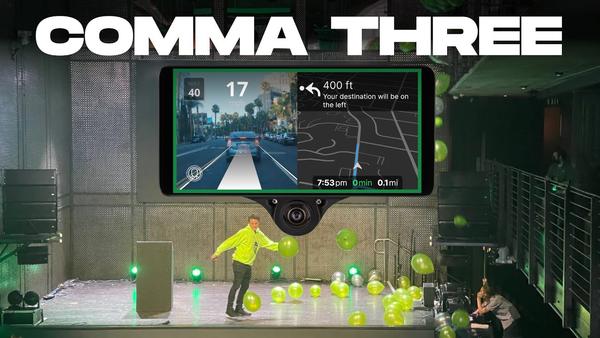 COMMA THREE
40
17
400 ft
Your destination will be on
the left
7:53pm 0min 0.1mi